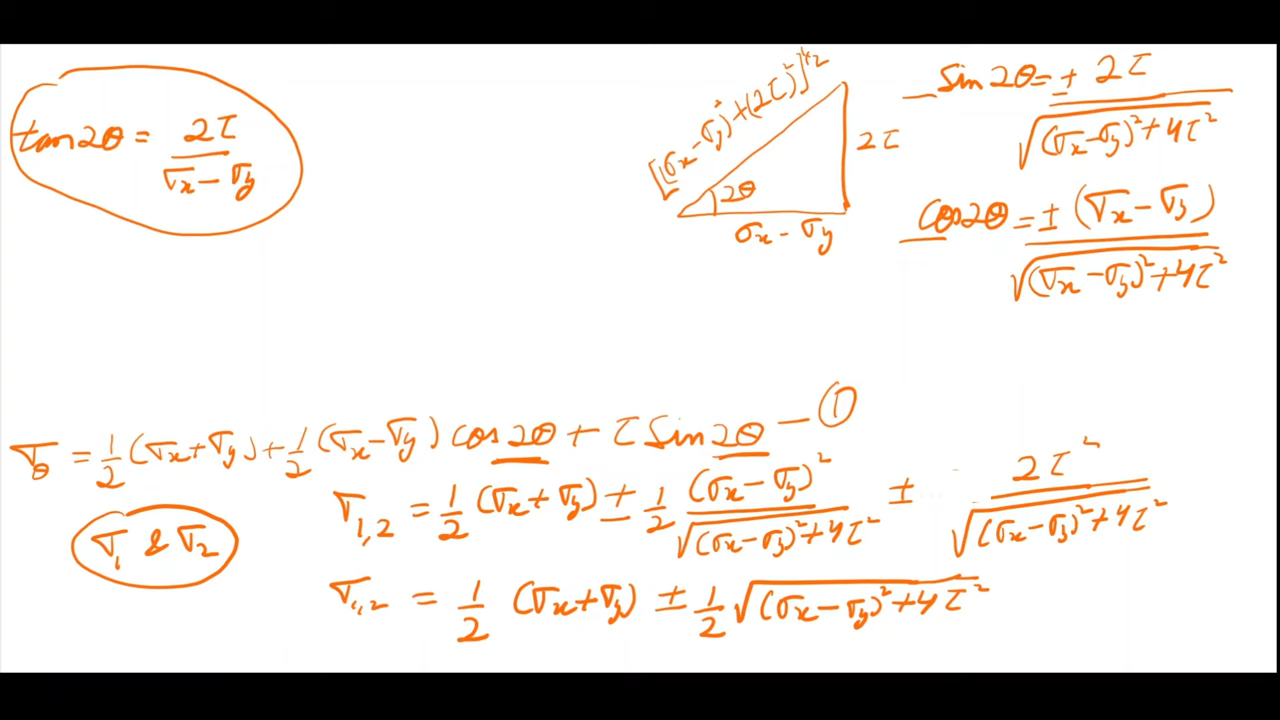 tan2θ = 2τ / (σx − σy)
[(σx − σy)² + (2τ)²]^1/2
2θ
2τ
σx − σy
sin2θ = ± 2τ / √((σx−σy)²+4τ²)
cos2θ = ± (σx − σy) / √((σx −σy)²+4τ²)
σθ = 1/2 (σx+σy) + 1/2 (σx−σy) cos2θ + τ sin2θ − ①
σ1,2 = 1/2 (σx+σy) ± 1/2 (σx−σy)² / √((σx−σy)²+4τ²) ± 2τ² / √((σx−σy)²+4τ²)
σ1 & σ2
σ1,2 = 1/2 (σx+σy) ± 1/2 √((σx−σy)²+4τ²)